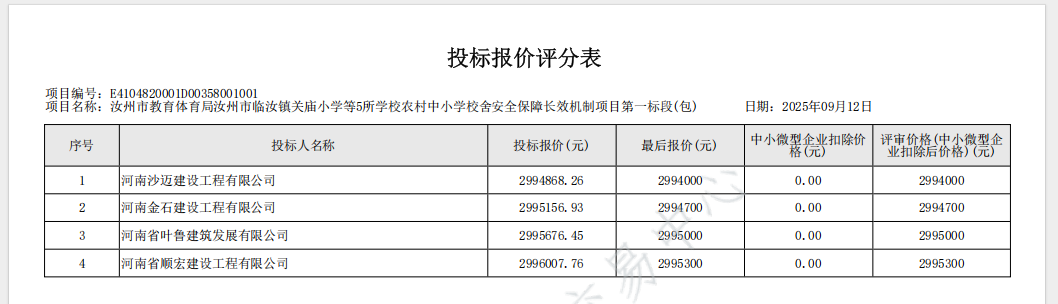 投标报价评分表
项目编号: E4104820001D00358001001
项目名称: 汝州市教育体育局汝州市临汝镇关庙小学等5所学校农村中小学校舍安全保障长效机制项目第一标段(包) 日期: 2025年09月12日
序号 投标人名称 投标报价(元) 最后报价(元) 中小微型企业扣除价格(元) 评审价格(中小微型企业扣除后价格)(元)
1 河南沙迈建设工程有限公司 2994868.26 2994000 0.00 2994000
2 河南金石建设工程有限公司 2995156.93 2994700 0.00 2994700
3 河南省叶鲁建筑发展有限公司 2995676.45 2995000 0.00 2995000
4 河南省顺宏建设工程有限公司 2996007.76 2995300 0.00 2995300
易中心